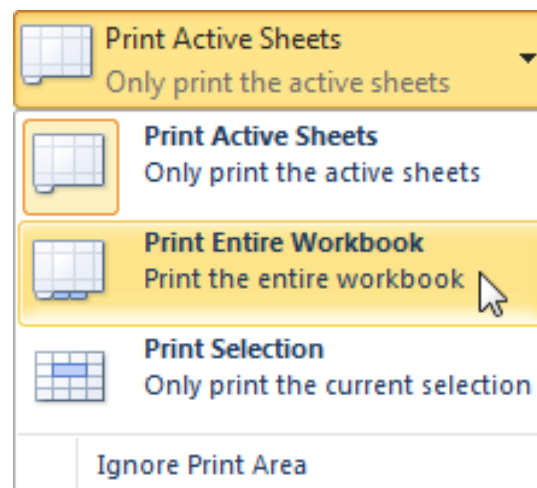 Print Active Sheets
Only print the active sheets
Print Active Sheets
Only print the active sheets
Print Entire Workbook
Print the entire workbook
Print Selection
Only print the current selection
Ignore Print Area